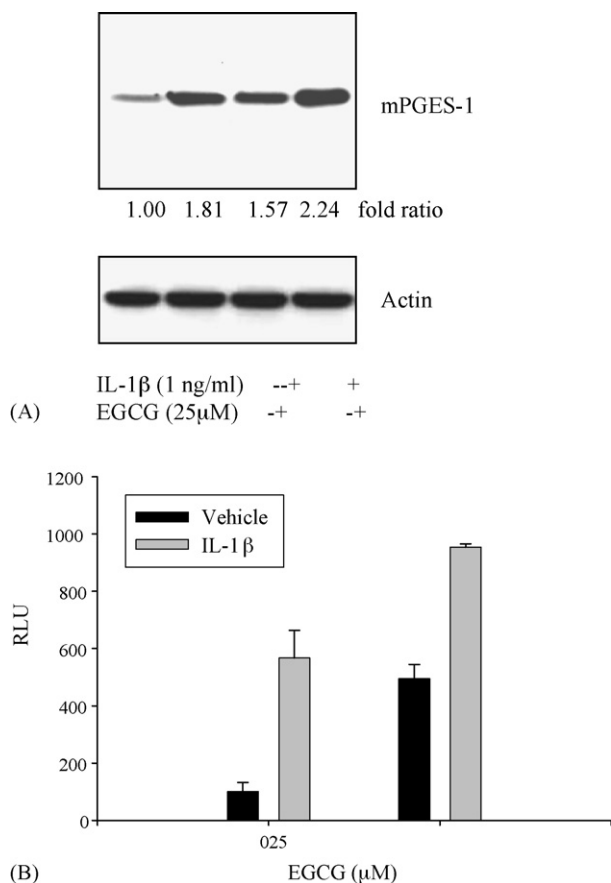 mPGES-1
1.00 1.81 1.57 2.24 fold ratio
Actin
IL-1β (1 ng/ml) --+ +
(A) EGCG (25μM) -+ -+
1200
1000
800
600
400
200
0
RLU
Vehicle
IL-1β
025
(B) EGCG (μM)